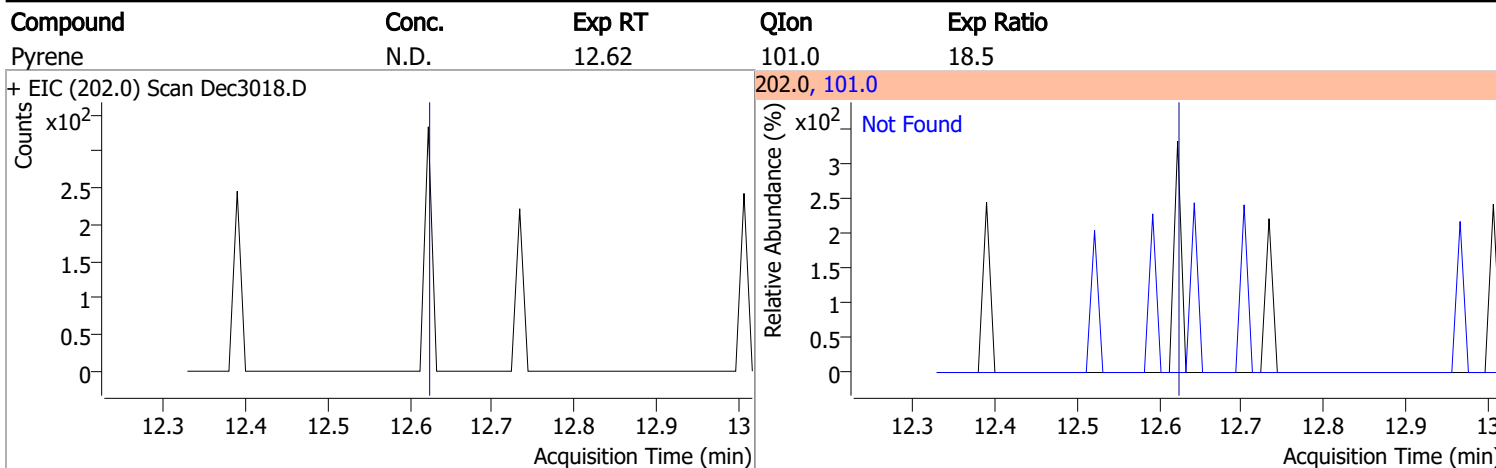 Compound Conc. Exp RT QIon Exp Ratio
Pyrene N.D. 12.62 101.0 18.5
+ EIC (202.0) Scan Dec3018.D
Counts
x10²
2.5
2
1.5
1
0.5
0
12.3 12.4 12.5 12.6 12.7 12.8 12.9 13
Acquisition Time (min)
202.0, 101.0
Relative Abundance (%)
x10²
Not Found
3
2.5
2
1.5
1
0.5
0
12.3 12.4 12.5 12.6 12.7 12.8 12.9 13
Acquisition Time (min)